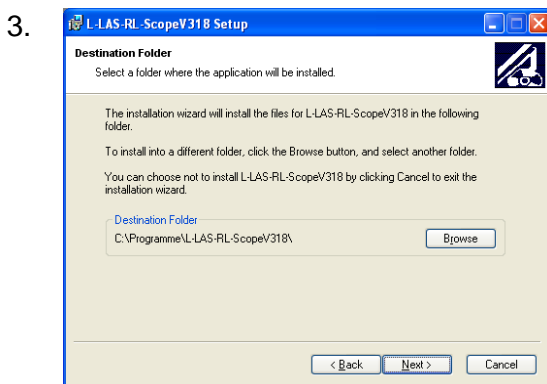 3.
L-LAS-RL-ScopeV318 Setup
Destination Folder
Select a folder where the application will be installed.
The installation wizard will install the files for L-LAS-RL-ScopeV318 in the following
folder.
To install into a different folder, click the Browse button, and select another folder.
You can choose not to install L-LAS-RL-ScopeV318 by clicking Cancel to exit the
installation wizard.
Destination Folder
C:\Programme\L-LAS-RL-ScopeV318\
Browse
< Back Next > Cancel